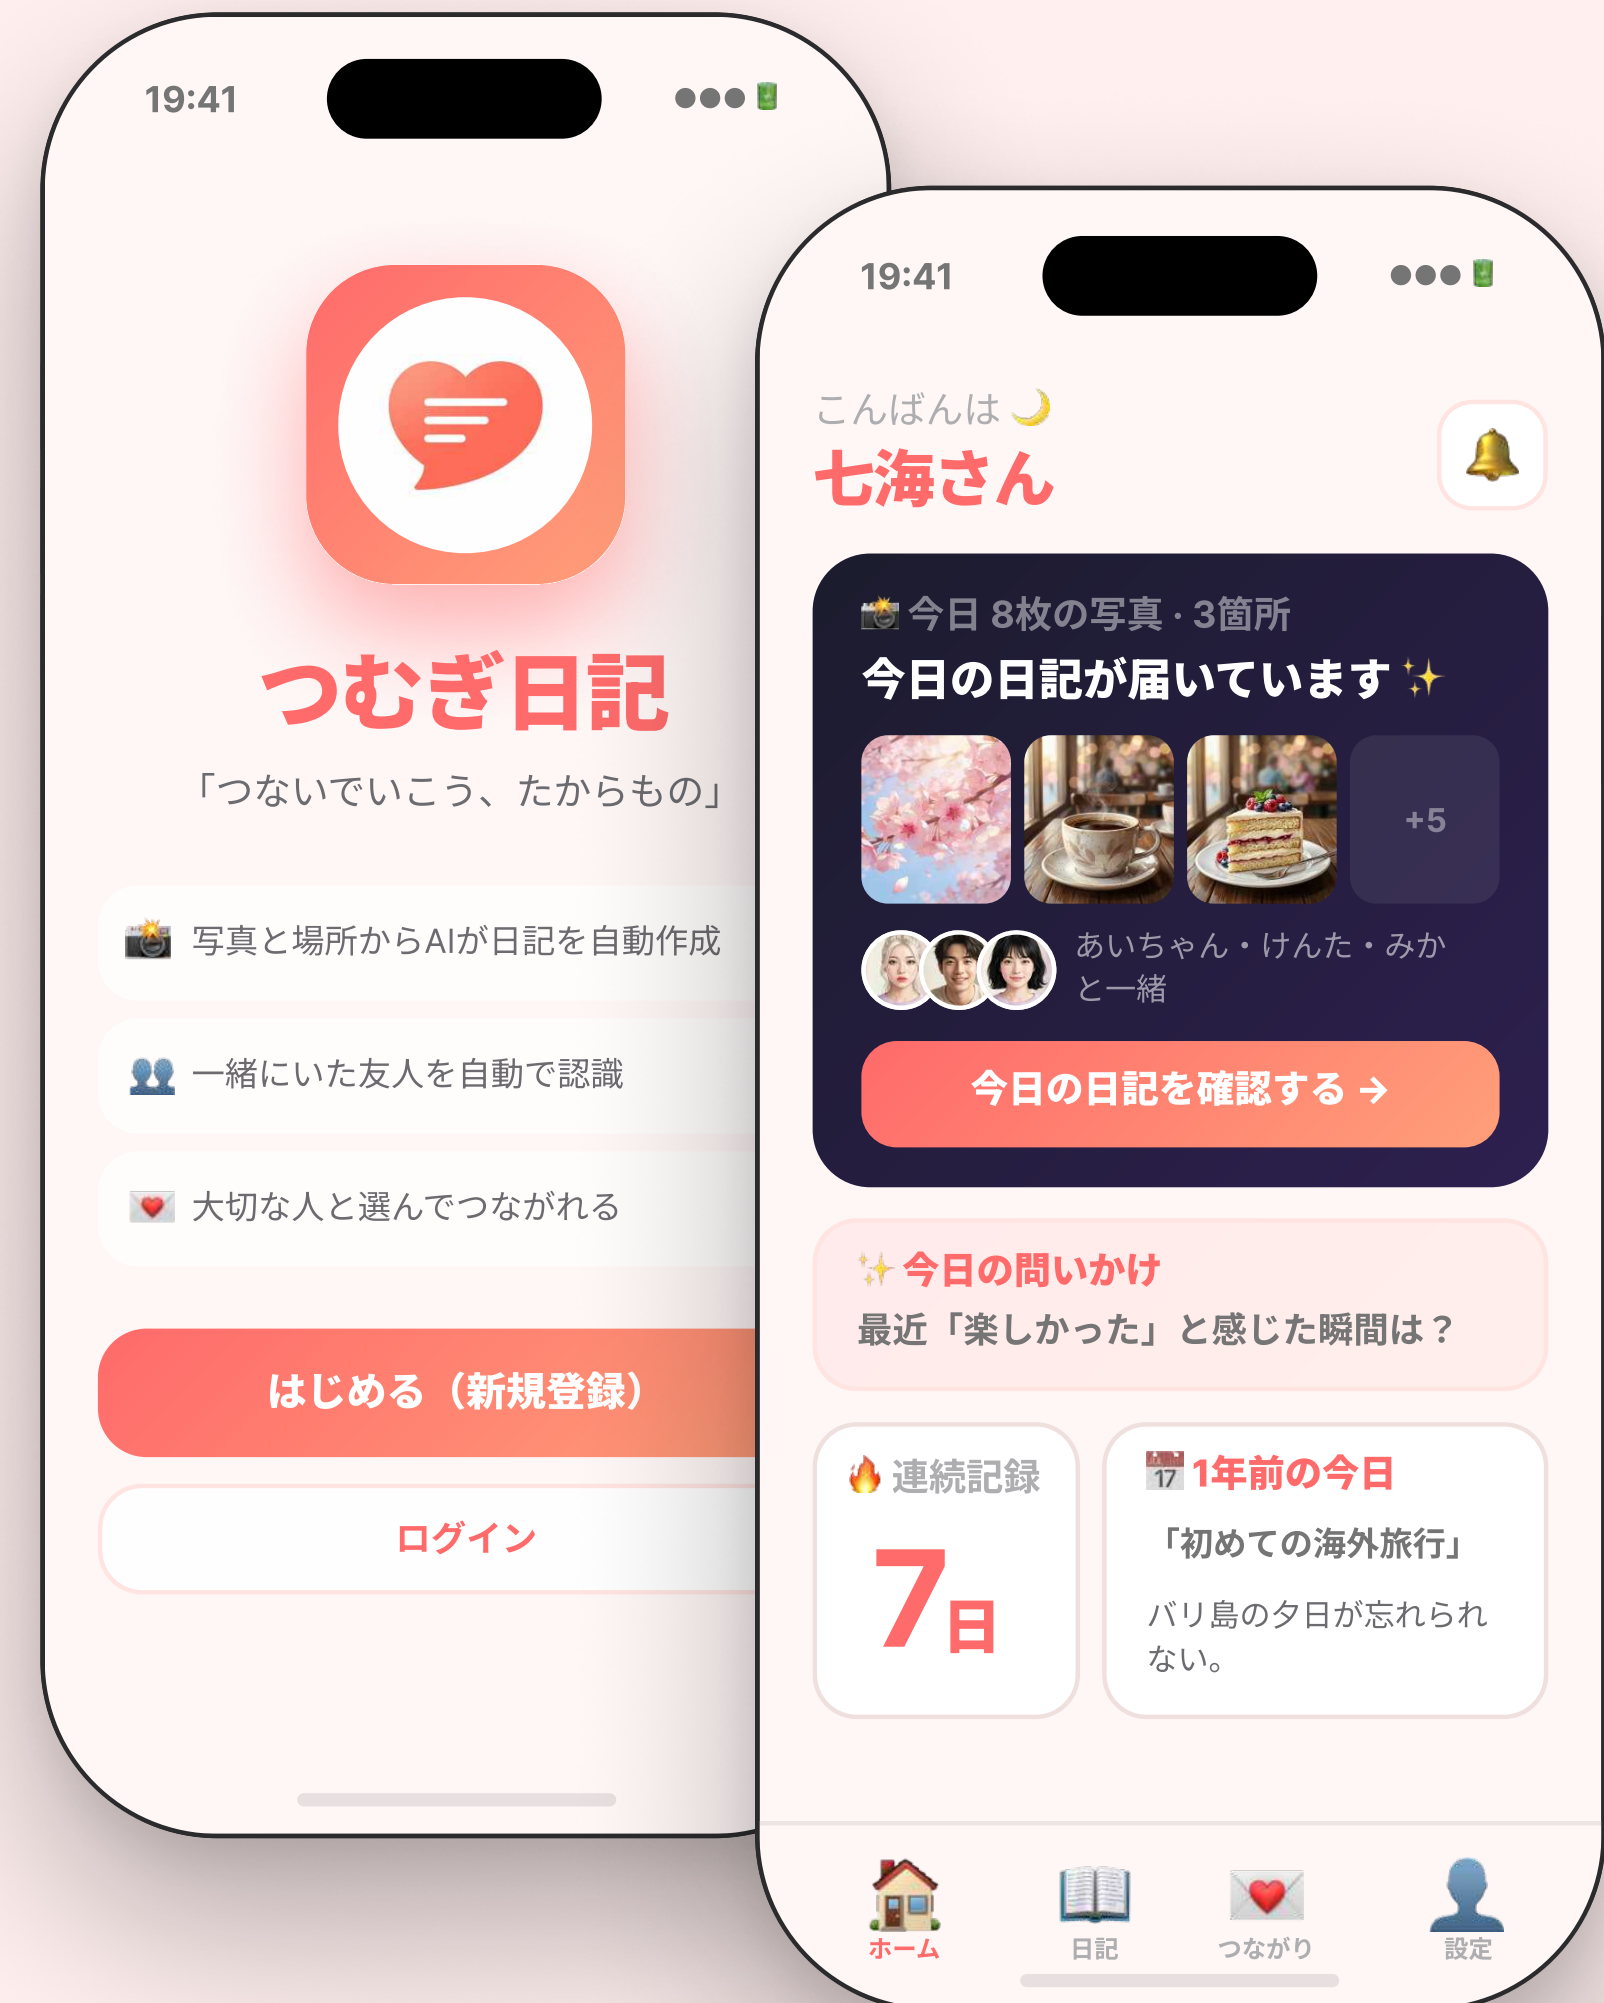 19:41
つむぎ日記
「つないでいこう、たからもの」
写真と場所からAIが日記を自動作成
一緒にいた友人を自動で認識
大切な人と選んでつながれる
はじめる（新規登録）
ログイン
19:41
こんばんは
七海さん
今日 8枚の写真 · 3箇所
今日の日記が届いています
+5
あいちゃん・けんた・みか
と一緒
今日の日記を確認する →
今日の問いかけ
最近「楽しかった」と感じた瞬間は？
連続記録
7日
17
1年前の今日
「初めての海外旅行」
バリ島の夕日が忘れられ
ない。
ホーム
日記
つながり
設定